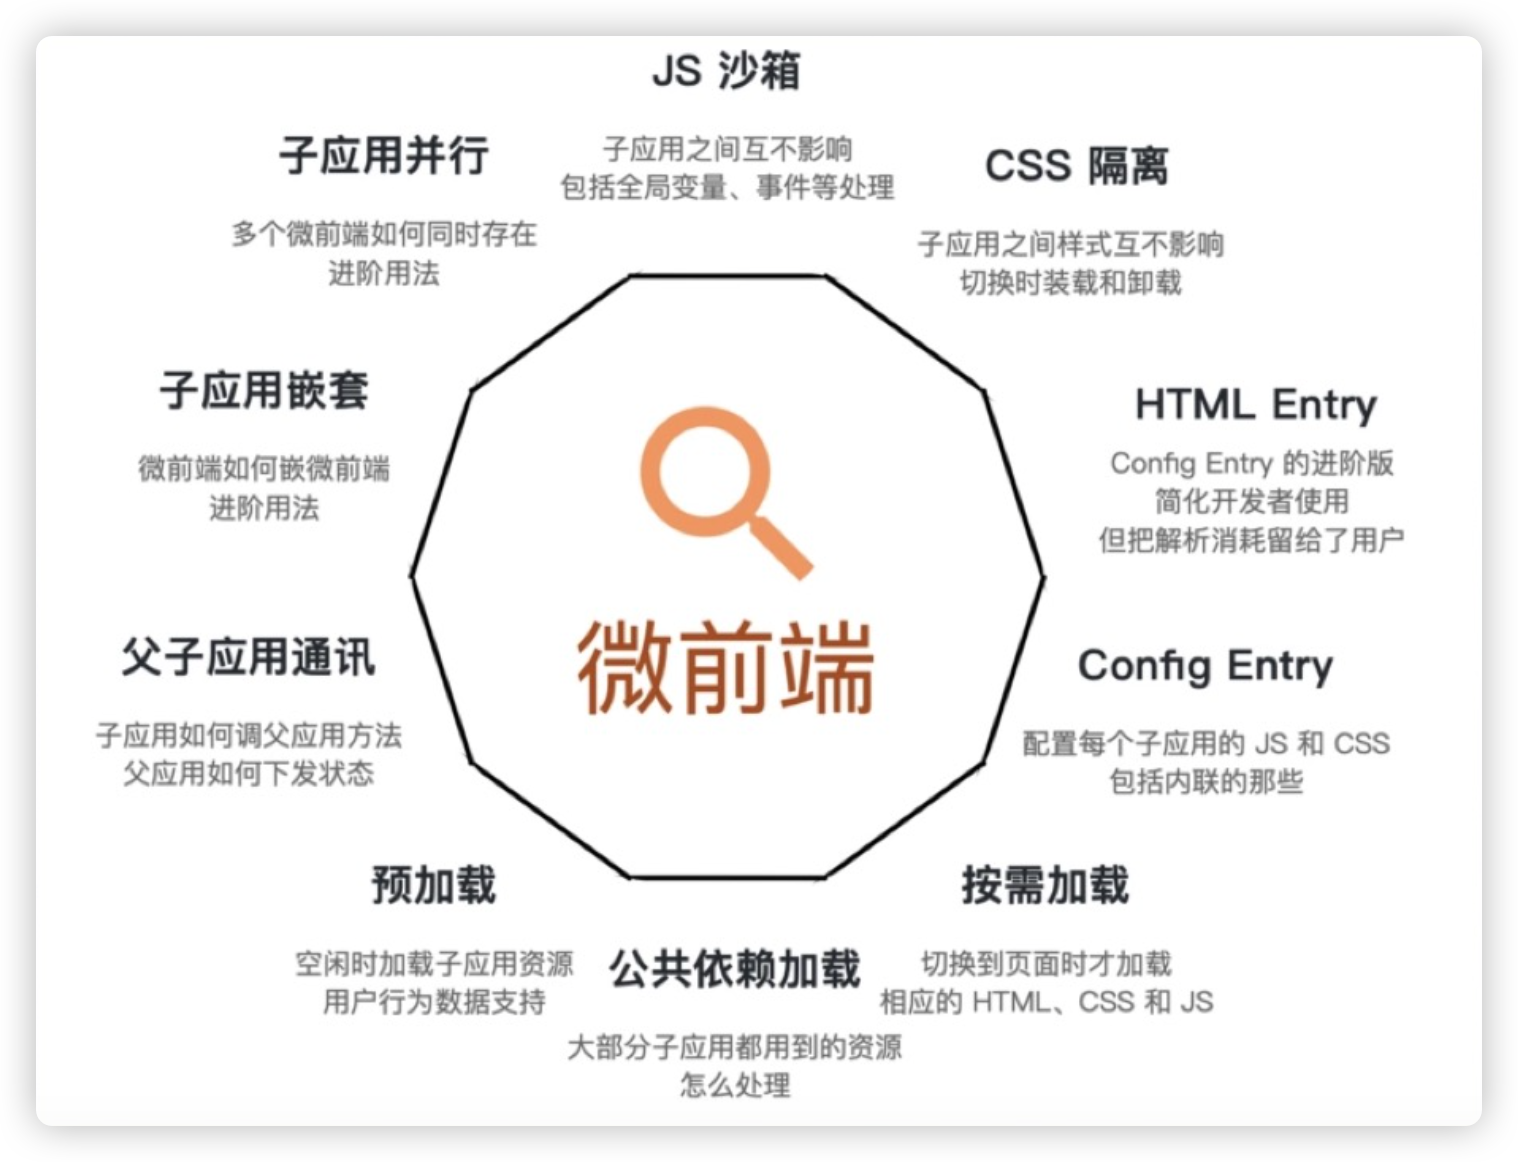 JS 沙箱
子应用之间互不影响
包括全局变量、事件等处理
CSS 隔离
子应用之间样式互不影响
切换时装载和卸载
HTML Entry
Config Entry 的进阶版
简化开发者使用
但把解析消耗留给了用户
Config Entry
配置每个子应用的 JS 和 CSS
包括内联的那些
按需加载
切换到页面时才加载
相应的 HTML、CSS 和 JS
公共依赖加载
大部分子应用都用到的资源
怎么处理
预加载
空闲时加载子应用资源
用户行为数据支持
父子应用通讯
子应用如何调父应用方法
父应用如何下发状态
子应用嵌套
微前端如何嵌微前端
进阶用法
子应用并行
多个微前端如何同时存在
进阶用法
微前端